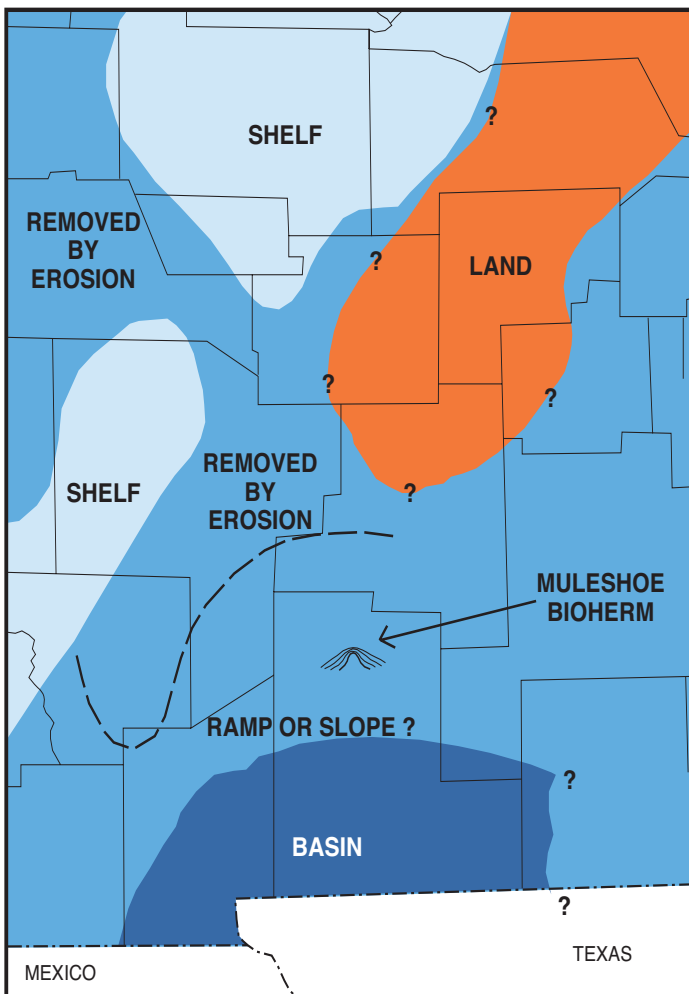 ?
SHELF
REMOVED
BY
EROSION
?
LAND
?
?
SHELF
REMOVED
BY
EROSION
?
MULESHOE
BIOHERM
RAMP OR SLOPE ?
?
BASIN
?
MEXICO
TEXAS